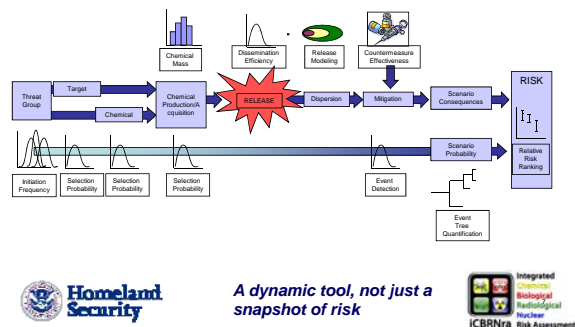 Chemical
Mass
Dissemination
Efficiency
Release
Modeling
Countermeasure
Effectiveness
RISK
Threat
Group
Target
Chemical
Chemical
Production/A
cquisition
RELEASE
Dispersion
Mitigation
Scenario
Consequences
Scenario
Probability
Relative
Risk
Ranking
Initiation
Frequency
Selection
Probability
Selection
Probability
Selection
Probability
Event
Detection
Event
Tree
Quantification
Homeland
Security
A dynamic tool, not just a
snapshot of risk
Integrated
Chemical
Biological
Radiological
Nuclear
iCBRNra Risk Assessment